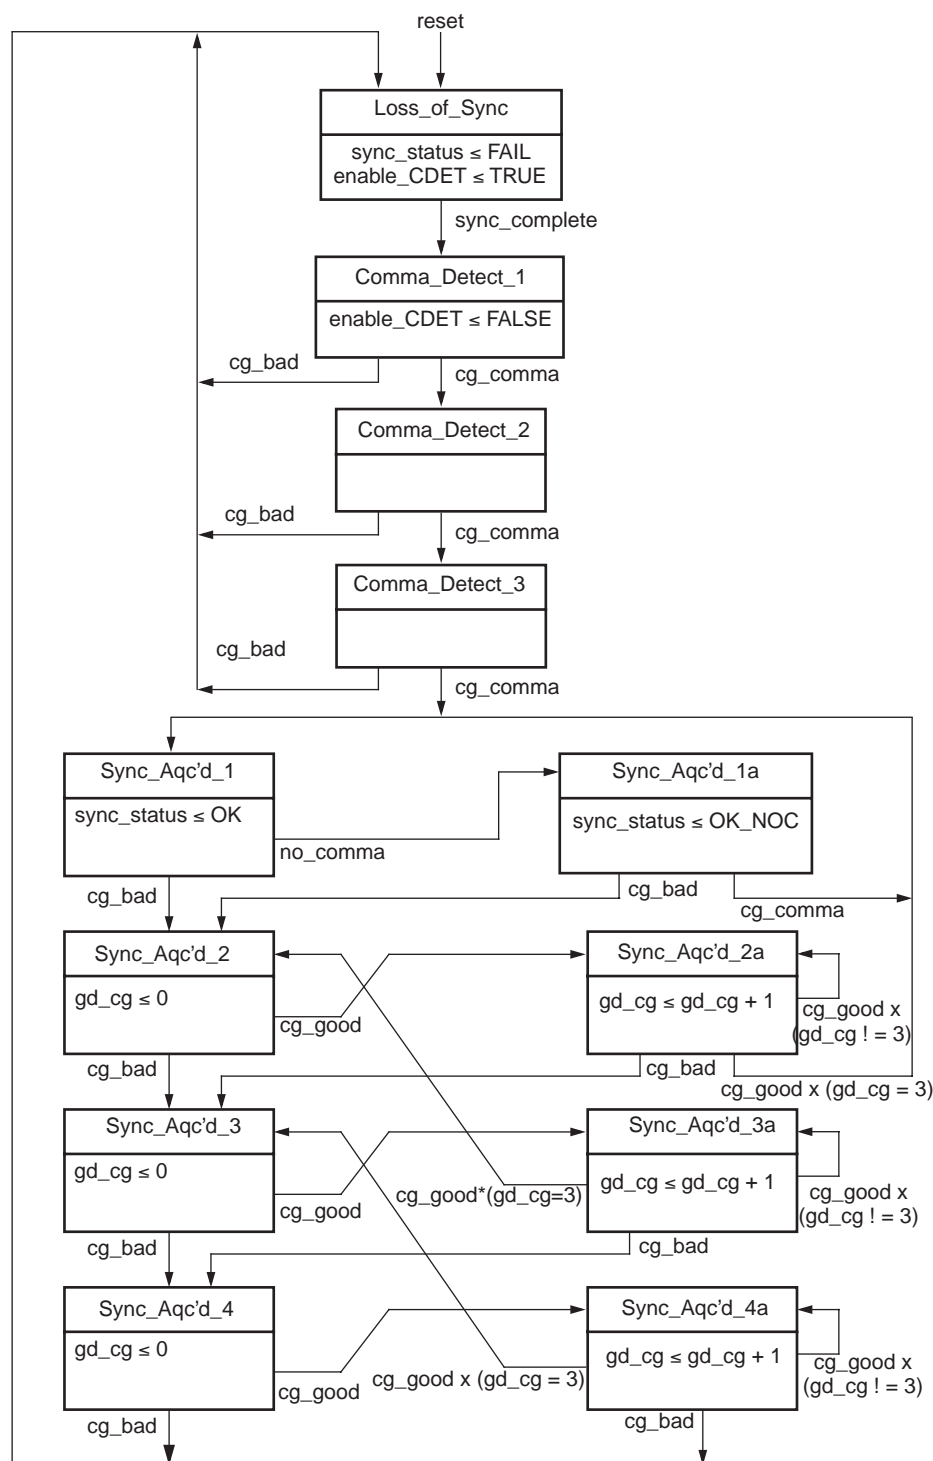 reset
Loss_of_Sync
sync_status ≤ FAIL
enable_CDET ≤ TRUE
sync_complete
Comma_Detect_1
enable_CDET ≤ FALSE
cg_bad
cg_comma
Comma_Detect_2
cg_bad
cg_comma
Comma_Detect_3
cg_bad
cg_comma
Sync_Aqc'd_1
sync_status ≤ OK
no_comma
Sync_Aqc'd_1a
sync_status ≤ OK_NOC
cg_bad
cg_bad
cg_comma
Sync_Aqc'd_2
gd_cg ≤ 0
cg_good
Sync_Aqc'd_2a
gd_cg ≤ gd_cg + 1
cg_good x
(gd_cg ! = 3)
cg_bad
cg_bad
cg_good x (gd_cg = 3)
Sync_Aqc'd_3
gd_cg ≤ 0
cg_good
cg_good*(gd_cg=3)
Sync_Aqc'd_3a
gd_cg ≤ gd_cg + 1
cg_good x
(gd_cg ! = 3)
cg_bad
cg_bad
Sync_Aqc'd_4
gd_cg ≤ 0
cg_good
cg_good x (gd_cg = 3)
Sync_Aqc'd_4a
gd_cg ≤ gd_cg + 1
cg_good x
(gd_cg ! = 3)
cg_bad
cg_bad